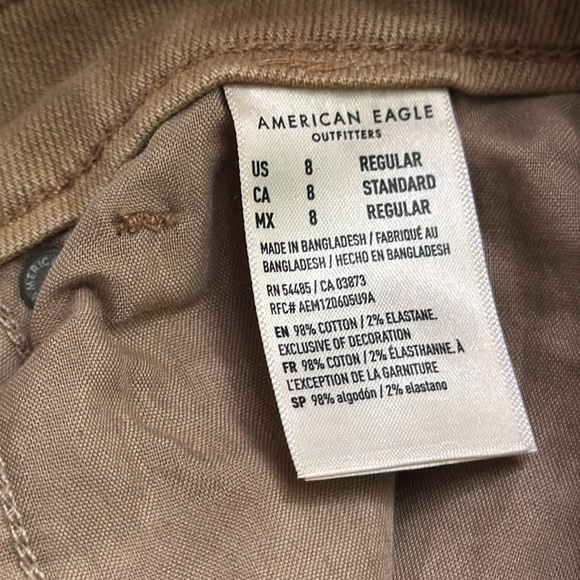 AMERICAN EAGLE
OUTFITTERS
US 8 REGULAR
CA 8 STANDARD
MX 8 REGULAR
MADE IN BANGLADESH / FABRIQUÉ AU
BANGLADESH / HECHO EN BANGLADESH
RN 54485 / CA 03873
RFC# AEM120605U9A
EN 98% COTTON / 2% ELASTANE,
EXCLUSIVE OF DECORATION
FR 98% COTON / 2% ÉLASTHANNE, À
L'EXCEPTION DE LA GARNITURE
SP 98% algodón / 2% elastano
AMERIC